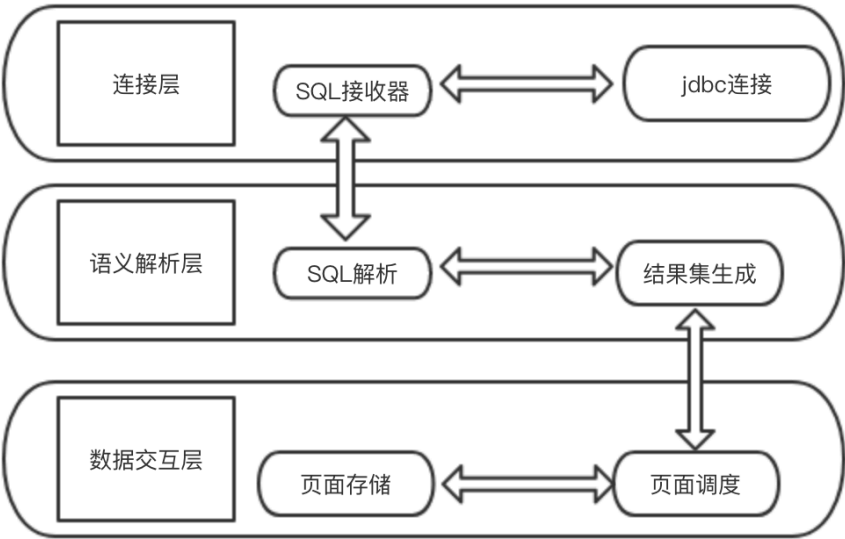 连接层
SQL接收器
jdbc连接
语义解析层
SQL解析
结果集生成
数据交互层
页面存储
页面调度